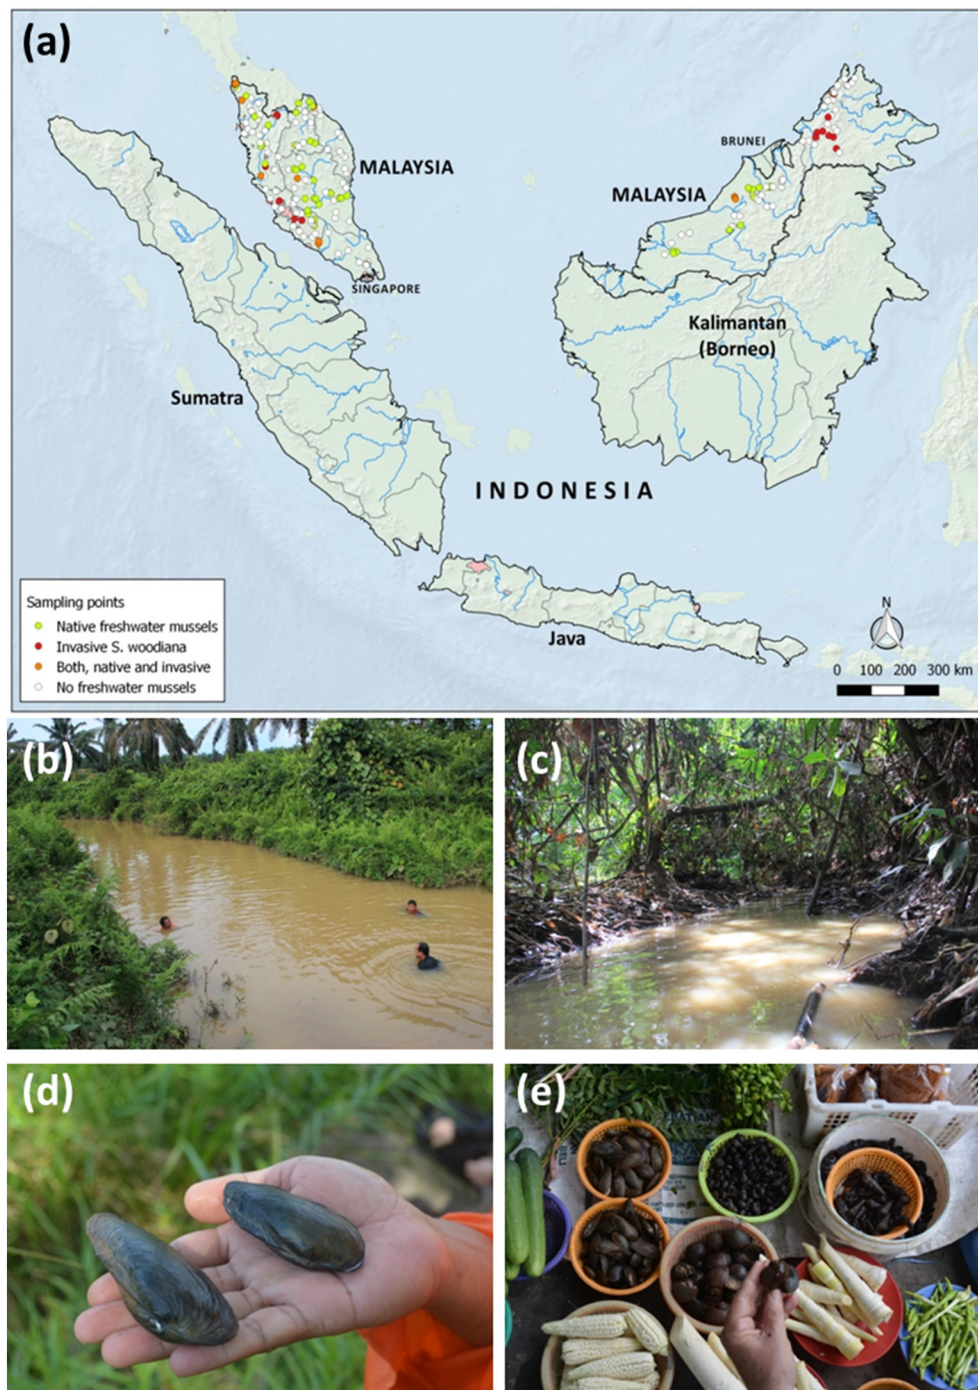 (a)
MALAYSIA
BRUNEI
MALAYSIA
SINGAPORE
Kalimantan
(Borneo)
Sumatra
INDONESIA
Sampling points
Native freshwater mussels
Invasive S. woodiana
Both, native and invasive
No freshwater mussels
Java
N
0 100 200 300 km
(b)
(c)
(d)
(e)